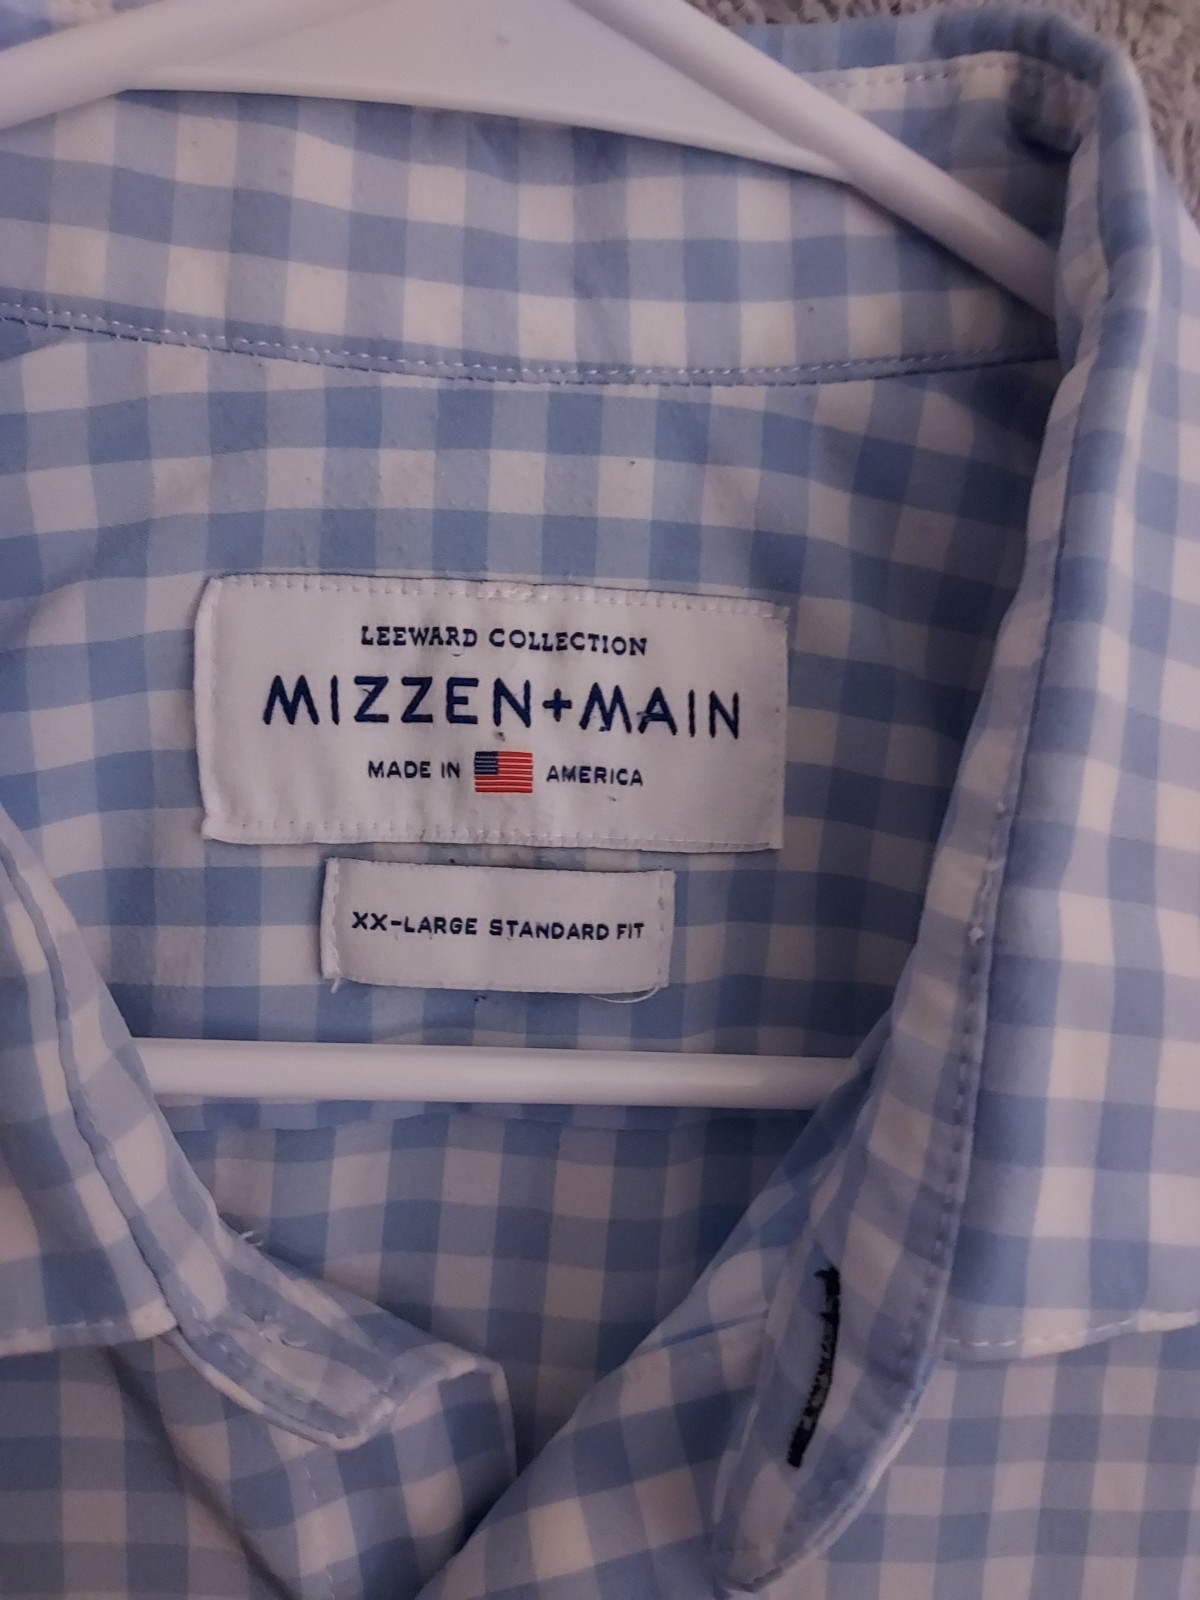 LEEWARD COLLECTION
MIZZEN+MAIN
MADE IN AMERICA
XX-LARGE STANDARD FIT